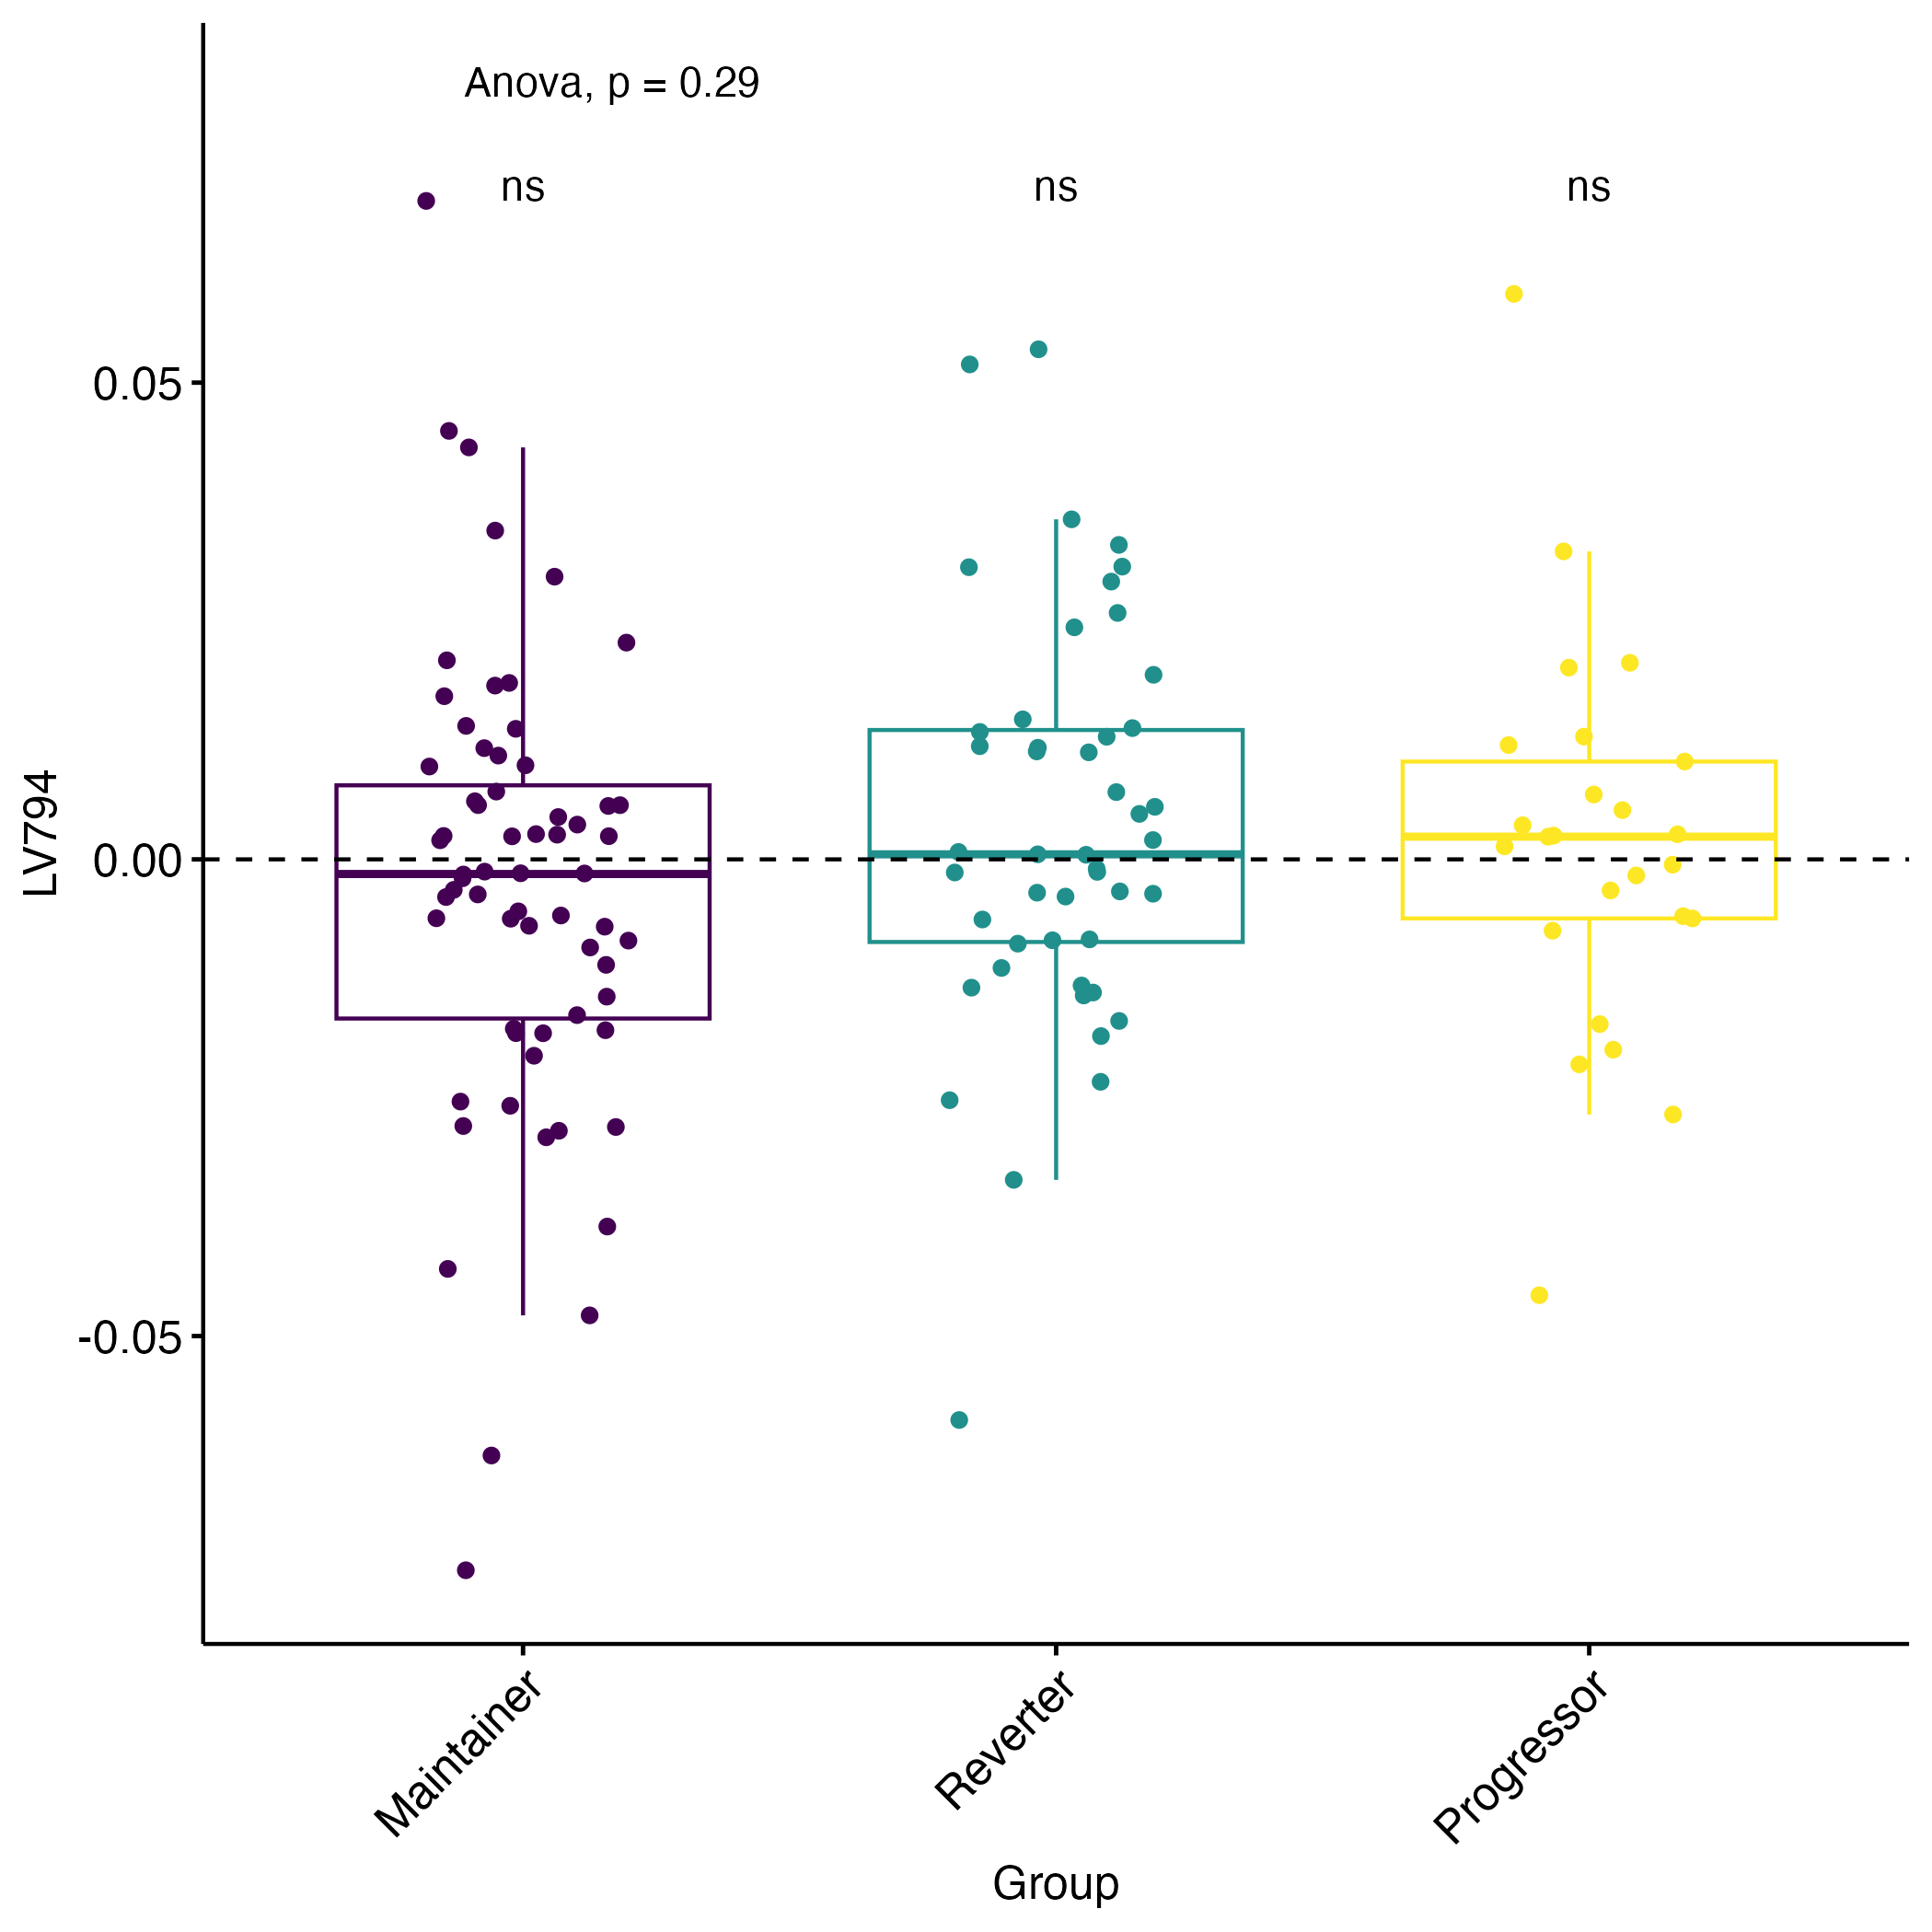 Anova, p = 0.29
ns ns ns
0.05
0.00
-0.05
LV794
Maintainer Reverter Progressor
Group